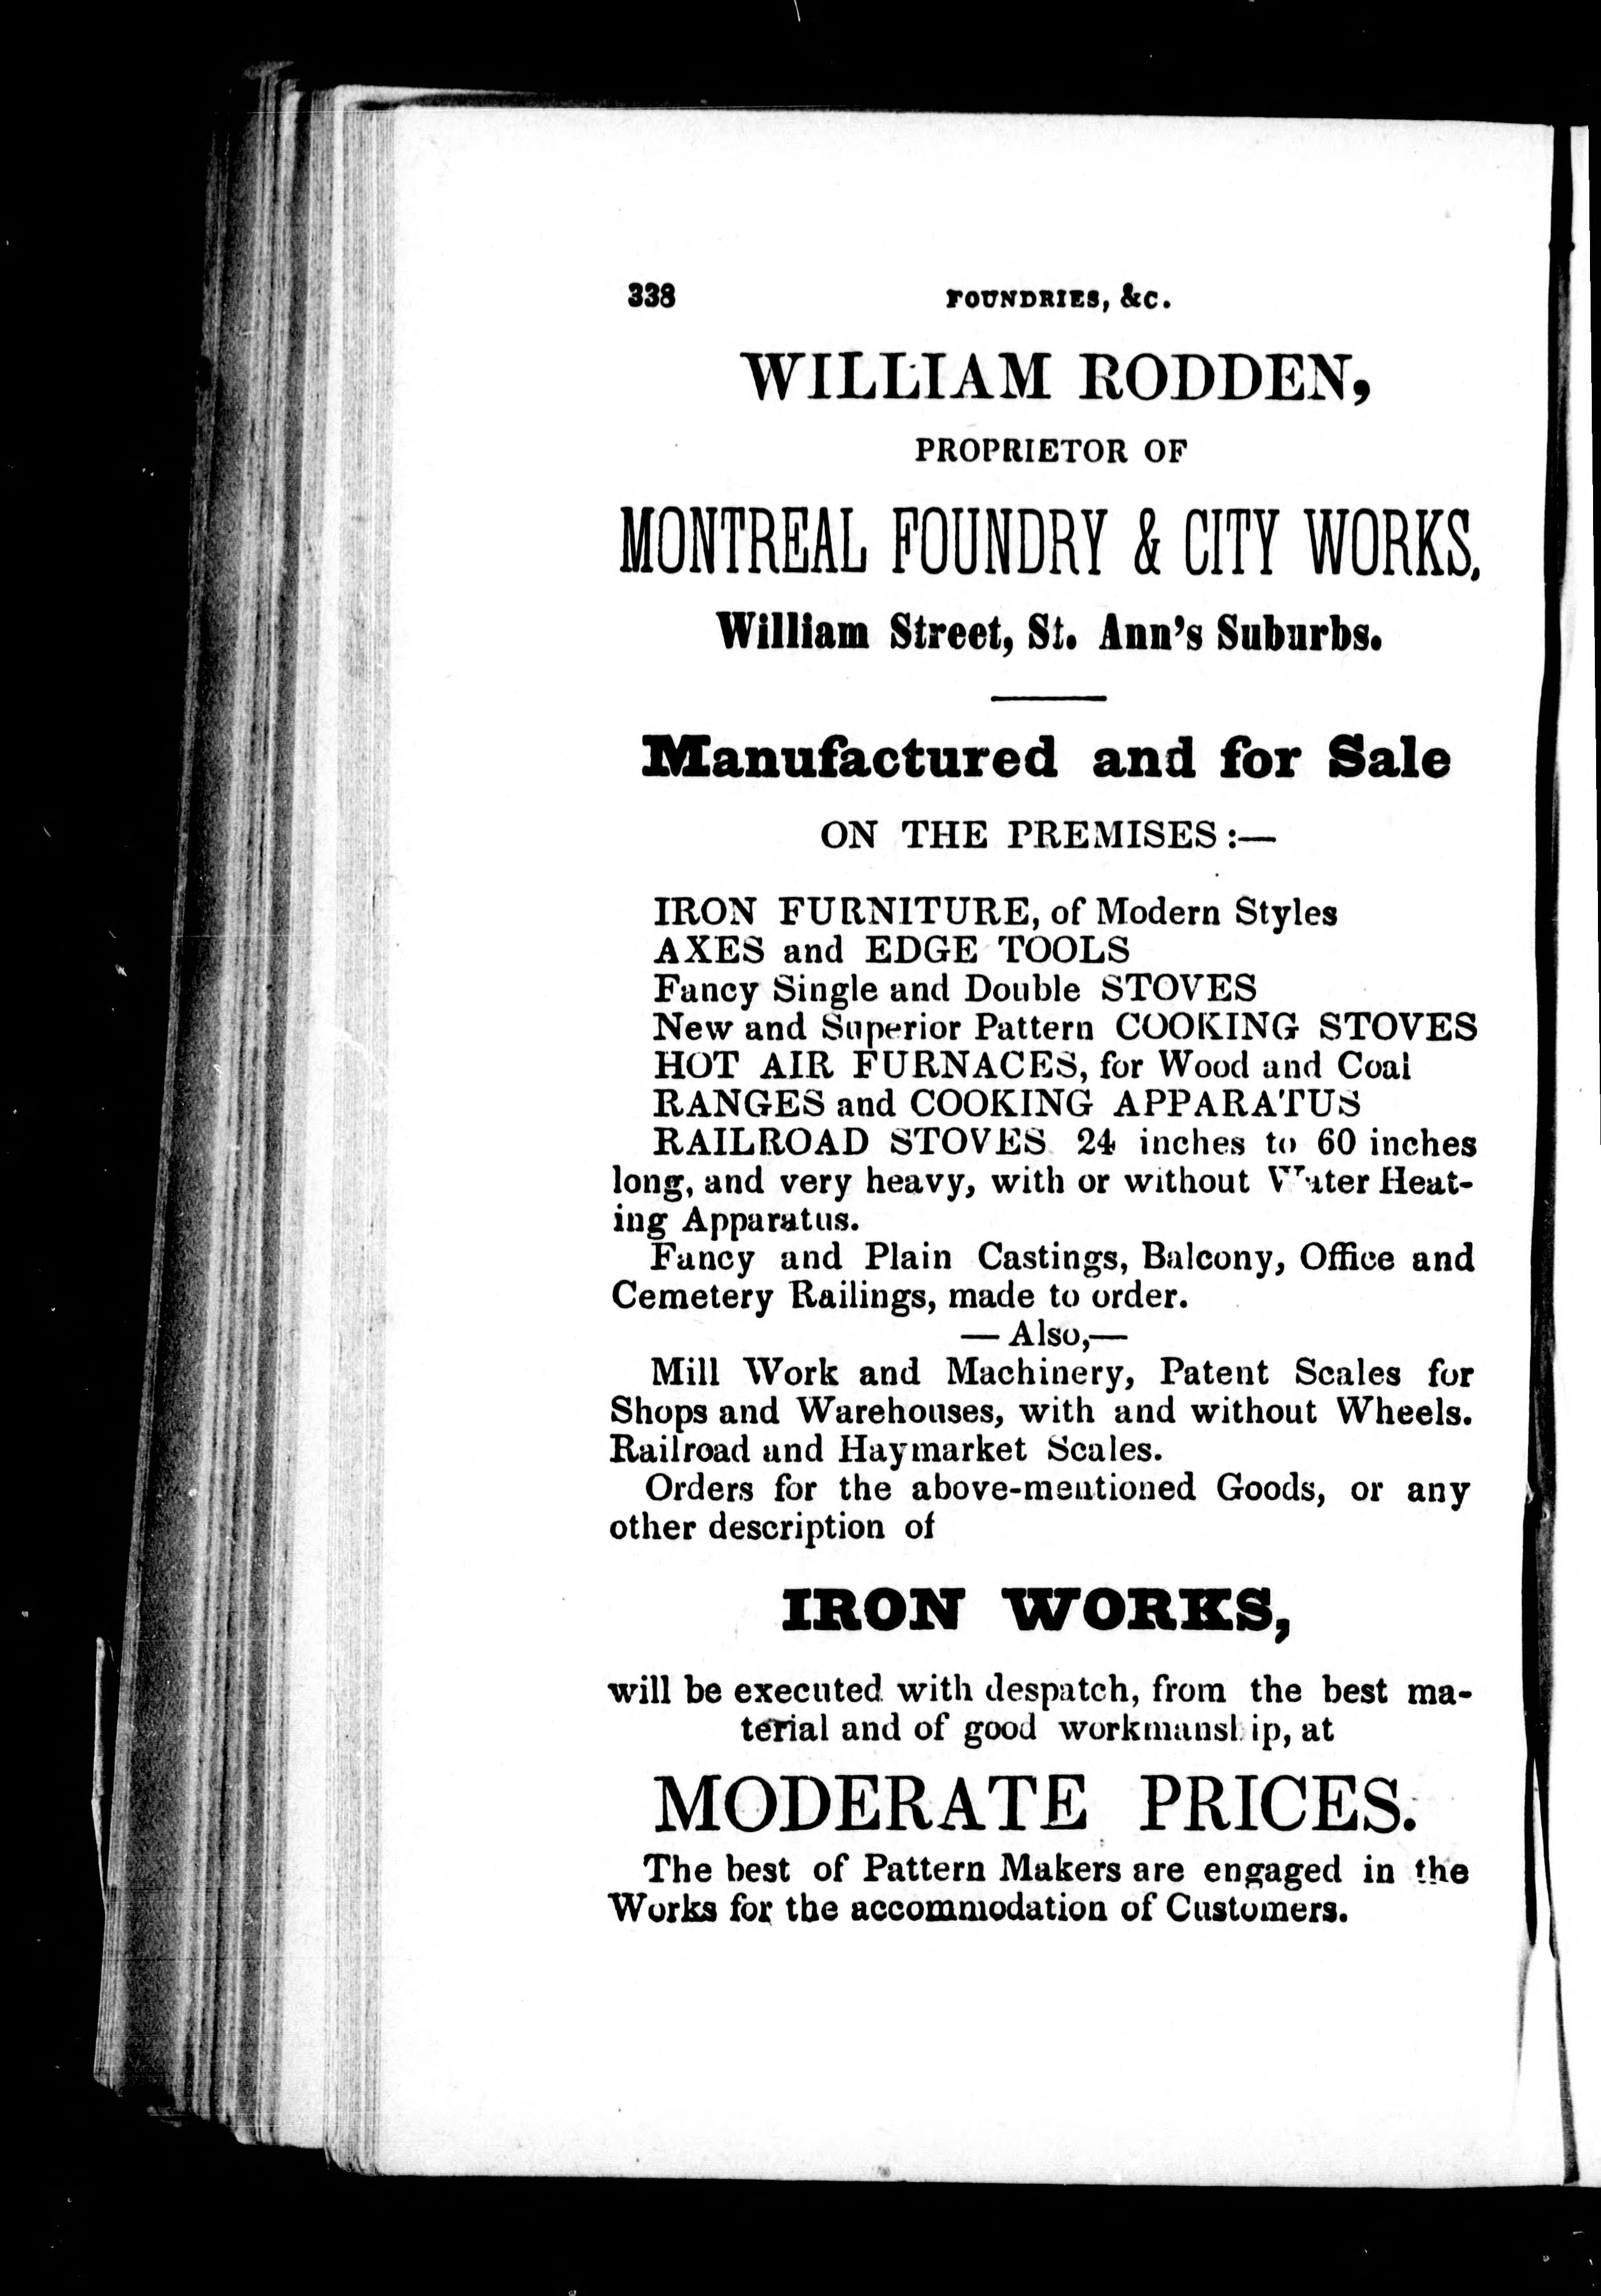 338 FOUNDRIES, &C.
WILLIAM RODDEN,
PROPRIETOR OF
MONTREAL FOUNDRY & CITY WORKS,
William Street, St. Ann's Suburbs.
Manufactured and for Sale
ON THE PREMISES:—
IRON FURNITURE, of Modern Styles
AXES and EDGE TOOLS
Fancy Single and Double STOVES
New and Superior Pattern COOKING STOVES
HOT AIR FURNACES, for Wood and Coal
RANGES and COOKING APPARATUS
RAILROAD STOVES 24 inches to 60 inches
long, and very heavy, with or without Water Heat-
ing Apparatus.
Fancy and Plain Castings, Balcony, Office and
Cemetery Railings, made to order.
— Also,—
Mill Work and Machinery, Patent Scales for
Shops and Warehouses, with and without Wheels.
Railroad and Haymarket Scales.
Orders for the above-mentioned Goods, or any
other description of
IRON WORKS,
will be executed with despatch, from the best ma-
terial and of good workmanship, at
MODERATE PRICES.
The best of Pattern Makers are engaged in the
Works for the accommodation of Customers.